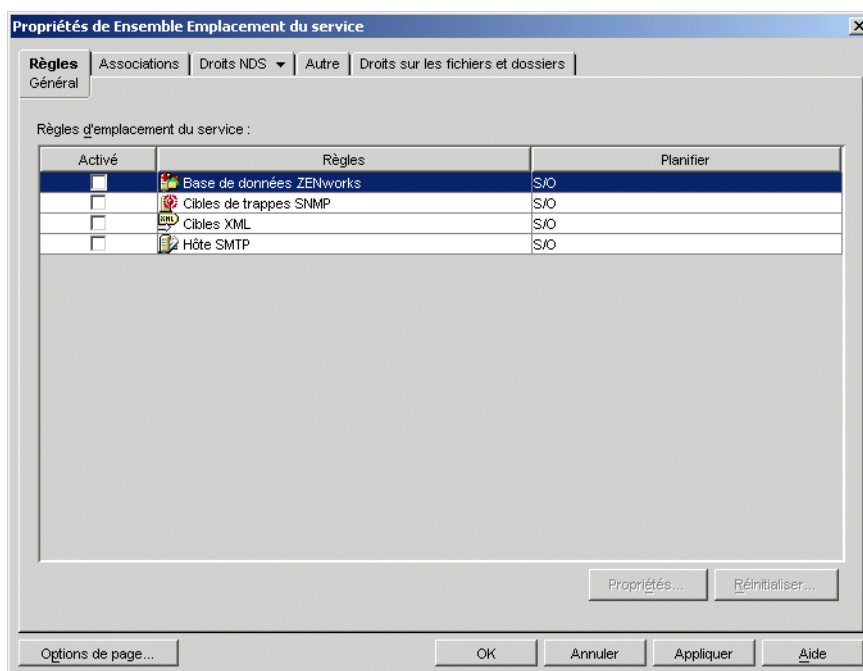 Propriétés de Ensemble Emplacement du service
Règles Associations Droits NDS Autre Droits sur les fichiers et dossiers
Général
Règles d'emplacement du service :
Activé Règles Planifier
Base de données ZENworks S/O
Cibles de trappes SNMP S/O
XML Cibles XML S/O
Hôte SMTP S/O
Propriétés... Réinitialiser...
Options de page... OK Annuler Appliquer Aide